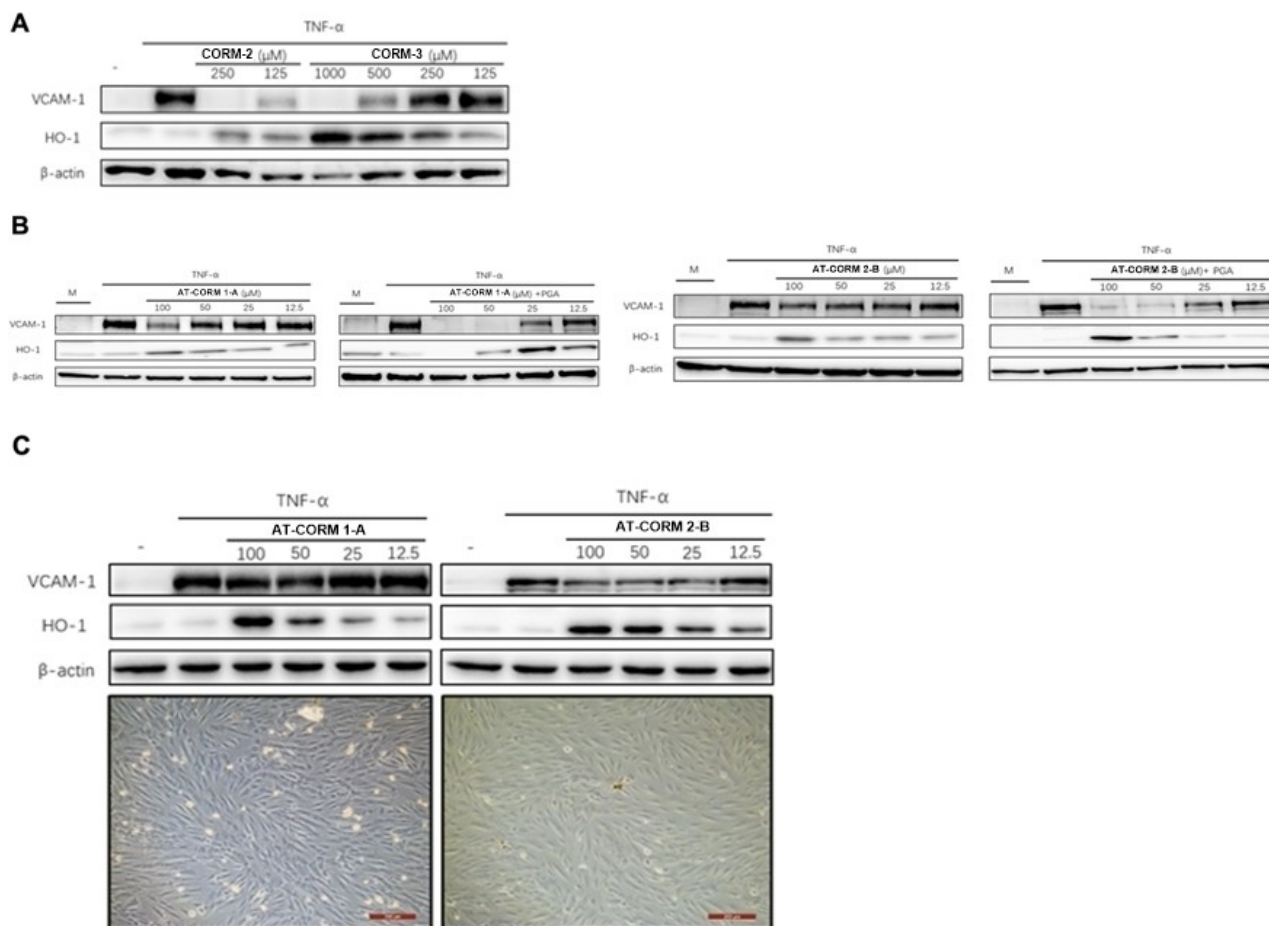 A
TNF-α
- CORM-2 (μM) CORM-3 (μM)
250 125 1000 500 250 125
VCAM-1
HO-1
β-actin
B
TNF-α
M AT-CORM 1-A (μM)
100 50 25 12.5
VCAM-1
HO-1
β-actin
TNF-α
M AT-CORM 1-A (μM) +PGA
100 50 25 12.5
TNF-α
M AT-CORM 2-B (μM)
100 50 25 12.5
VCAM-1
HO-1
β-actin
TNF-α
M AT-CORM 2-B (μM)+ PGA
100 50 25 12.5
C
TNF-α
- AT-CORM 1-A
100 50 25 12.5
VCAM-1
HO-1
β-actin
TNF-α
- AT-CORM 2-B
100 50 25 12.5